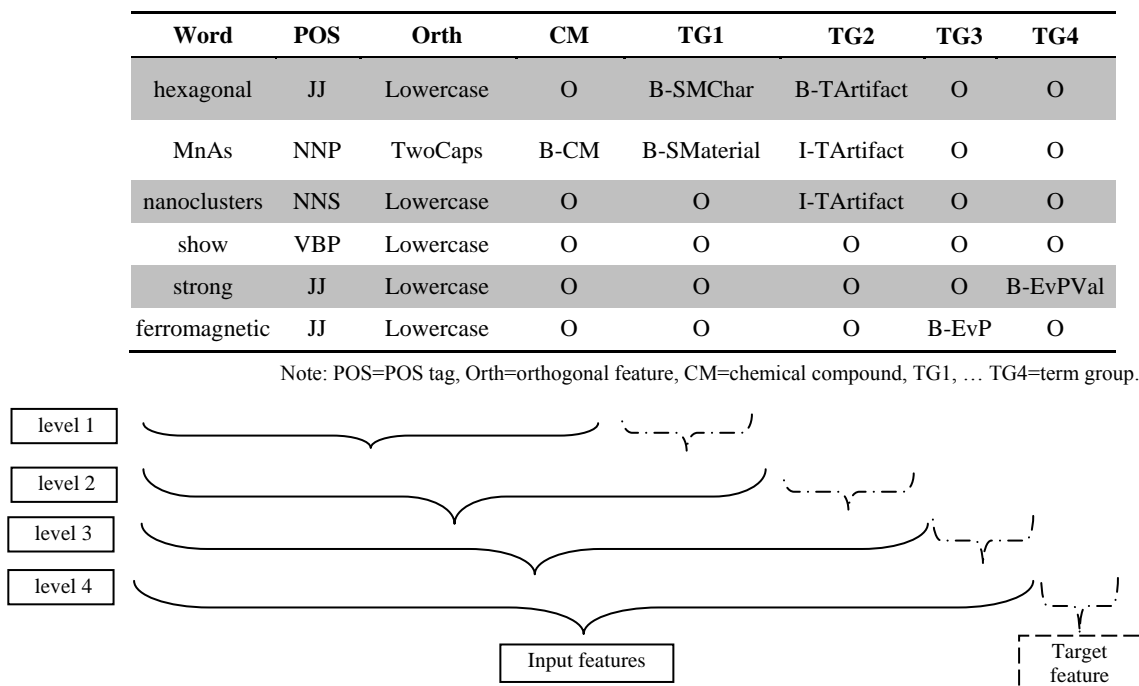 Word POS Orth CM TG1 TG2 TG3 TG4
hexagonal JJ Lowercase O B-SMChar B-TArtifact O O
MnAs NNP TwoCaps B-CM B-SMaterial I-TArtifact O O
nanoclusters NNS Lowercase O O I-TArtifact O O
show VBP Lowercase O O O O O
strong JJ Lowercase O O O O B-EvPVal
ferromagnetic JJ Lowercase O O O B-EvP O
Note: POS=POS tag, Orth=orthogonal feature, CM=chemical compound, TG1, … TG4=term group.
level 1
level 2
level 3
level 4
Input features
Target
feature